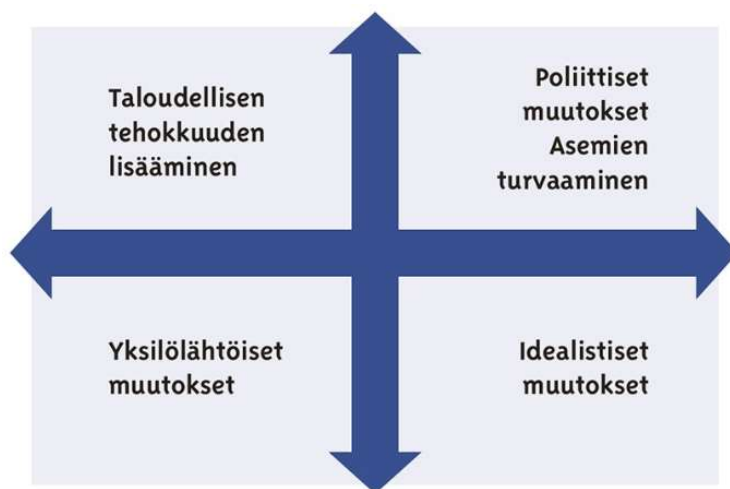 Taloudellisen
tehokkuuden
lisääminen
Poliittiset
muutokset
Asemien
turvaaminen
Yksilölähtöiset
muutokset
Idealistiset
muutokset